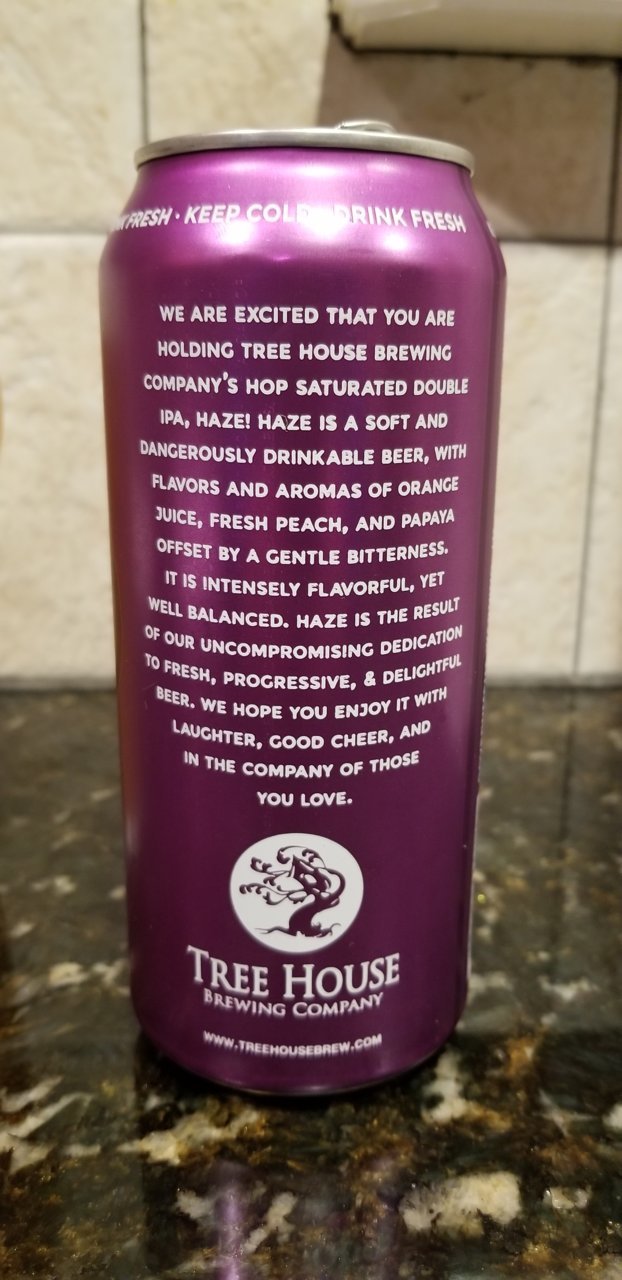 FRESH · KEEP COLD · DRINK FRESH
WE ARE EXCITED THAT YOU ARE
HOLDING TREE HOUSE BREWING
COMPANY'S HOP SATURATED DOUBLE
IPA, HAZE! HAZE IS A SOFT AND
DANGEROUSLY DRINKABLE BEER, WITH
FLAVORS AND AROMAS OF ORANGE
JUICE, FRESH PEACH, AND PAPAYA
OFFSET BY A GENTLE BITTERNESS.
IT IS INTENSELY FLAVORFUL, YET
WELL BALANCED. HAZE IS THE RESULT
OF OUR UNCOMPROMISING DEDICATION
TO FRESH, PROGRESSIVE, & DELIGHTFUL
BEER. WE HOPE YOU ENJOY IT WITH
LAUGHTER, GOOD CHEER, AND
IN THE COMPANY OF THOSE
YOU LOVE.
TREE HOUSE
BREWING COMPANY
WWW.TREEHOUSEBREW.COM